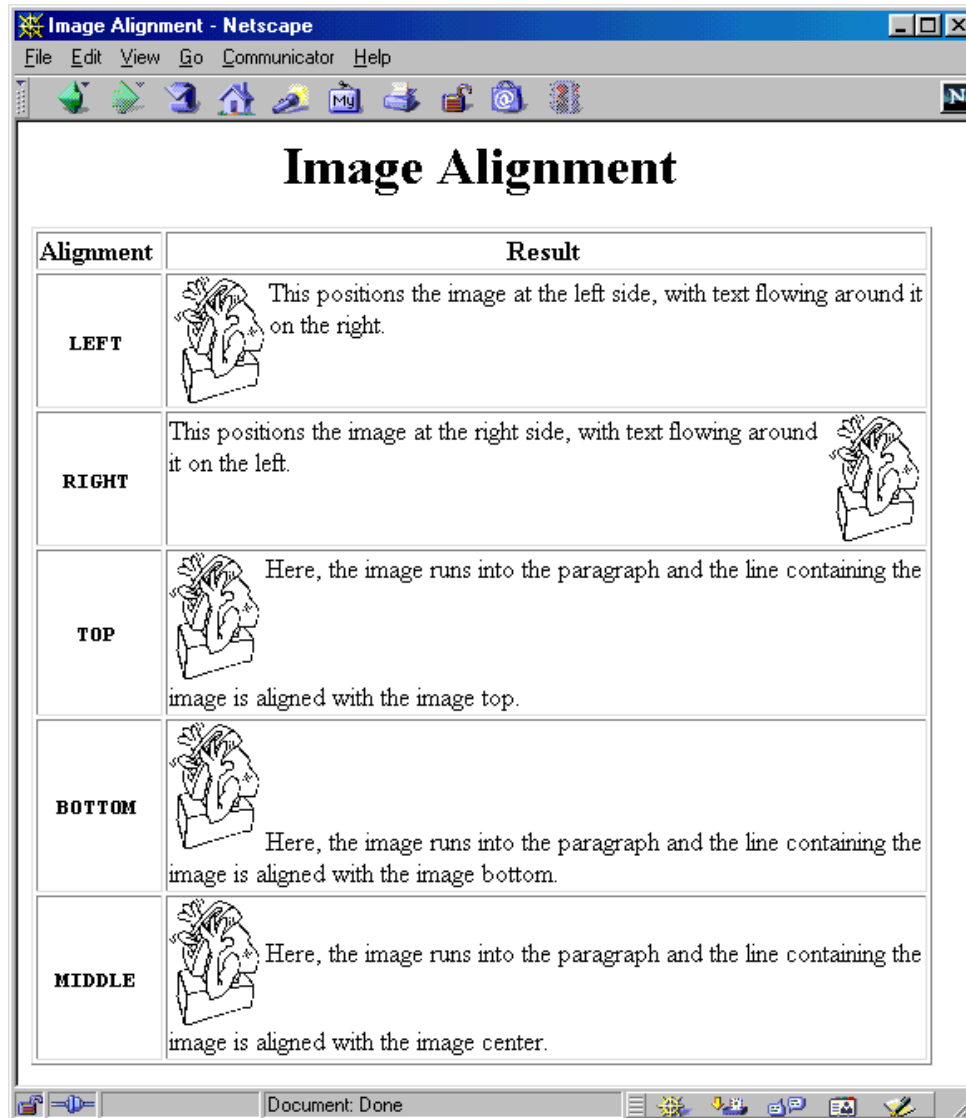 Image Alignment - Netscape
File Edit View Go Communicator Help
My
N
Image Alignment
Alignment Result
LEFT
This positions the image at the left side, with text flowing around it
on the right.
RIGHT
This positions the image at the right side, with text flowing around
it on the left.
TOP
Here, the image runs into the paragraph and the line containing the
image is aligned with the image top.
BOTTOM
Here, the image runs into the paragraph and the line containing the
image is aligned with the image bottom.
MIDDLE
Here, the image runs into the paragraph and the line containing the
image is aligned with the image center.
Document: Done